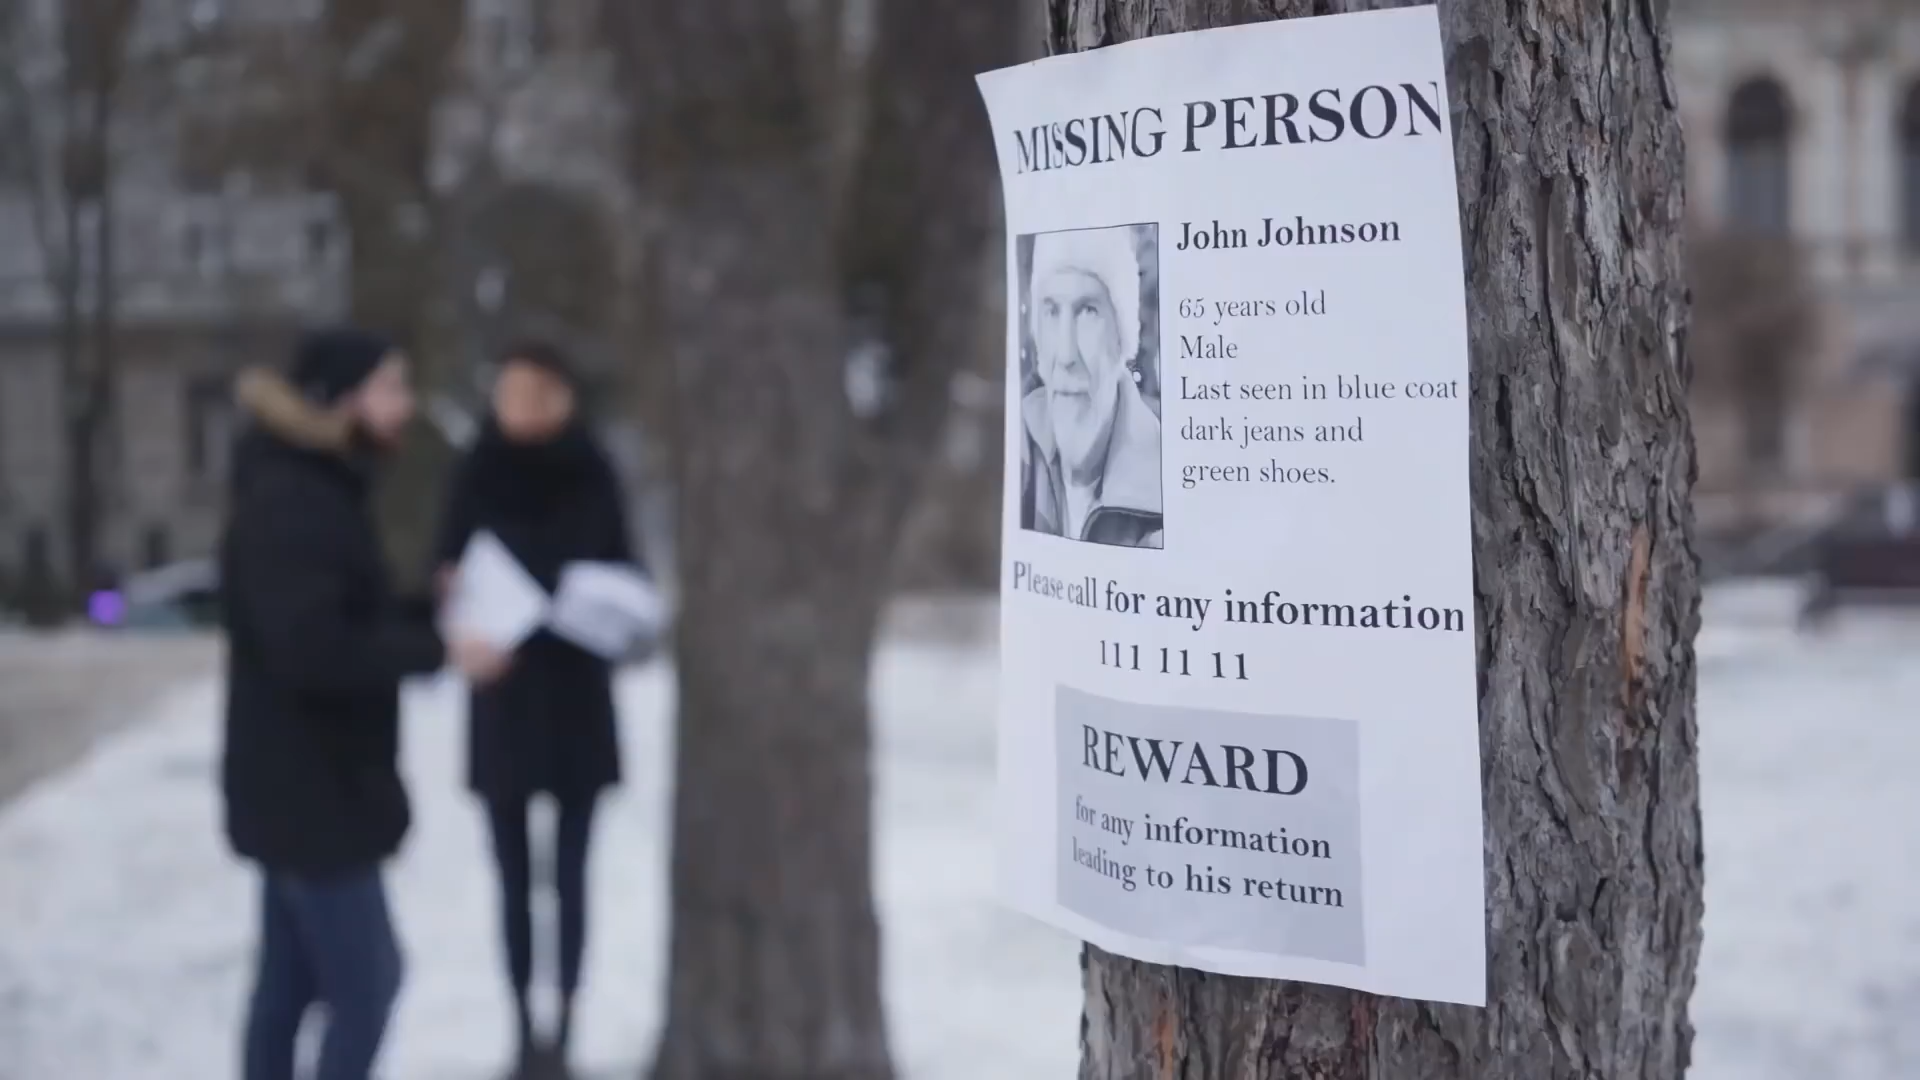 MISSING PERSON
John Johnson
65 years old
Male
Last seen in blue coat
dark jeans and
green shoes.
Please call for any information
111 11 11
REWARD
for any information
leading to his return